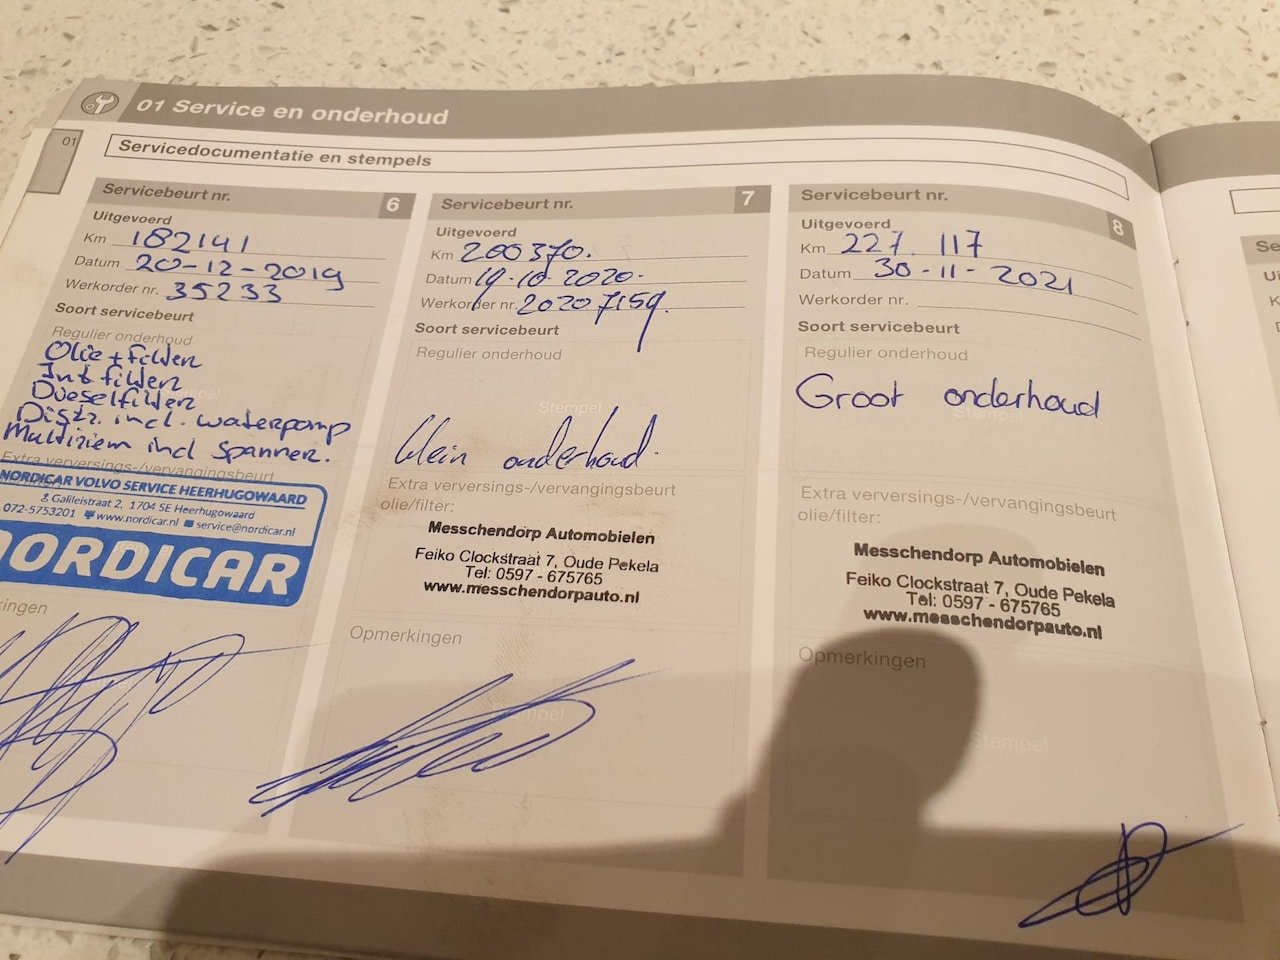 01 Service en onderhoud
01
Servicedocumentatie en stempels
Servicebeurt nr. 6
Uitgevoerd
Km 182141
Datum 20-12-2019
Werkorder nr. 35233
Soort servicebeurt
Regulier onderhoud
Olie + filden
Int filden
Dieselfilden
Distr. incl. waterpomp
Multiriem incl spanner.
Extra verversings-/vervangingsbeurt
NORDICAR VOLVO SERVICE HEERHUGOWAARD
Galileistraat 2, 1704 SE Heerhugowaard
072-5753201 www.nordicar.nl service@nordicar.nl
NORDICAR
Servicebeurt nr. 7
Uitgevoerd
Km 200370.
Datum 19-10-2020-
Werkorder nr. 20207159.
Soort servicebeurt
Regulier onderhoud
Stempel
klein onderhoud.
Extra verversings-/vervangingsbeurt
olie/filter:
Messchendorp Automobielen
Feiko Clockstraat 7, Oude Pekela
Tel: 0597 - 675765
www.messchendorpauto.nl
Opmerkingen
Stempel
Servicebeurt nr. 8
Uitgevoerd
Km 227.117
Datum 30-11-2021
Werkorder nr.
Soort servicebeurt
Regulier onderhoud
Groot onderhoud
Stempel
Extra verversings-/vervangingsbeurt
olie/filter:
Messchendorp Automobielen
Feiko Clockstraat 7, Oude Pekela
Tel: 0597 - 675765
www.messchendorpauto.nl
Opmerkingen
Stempel